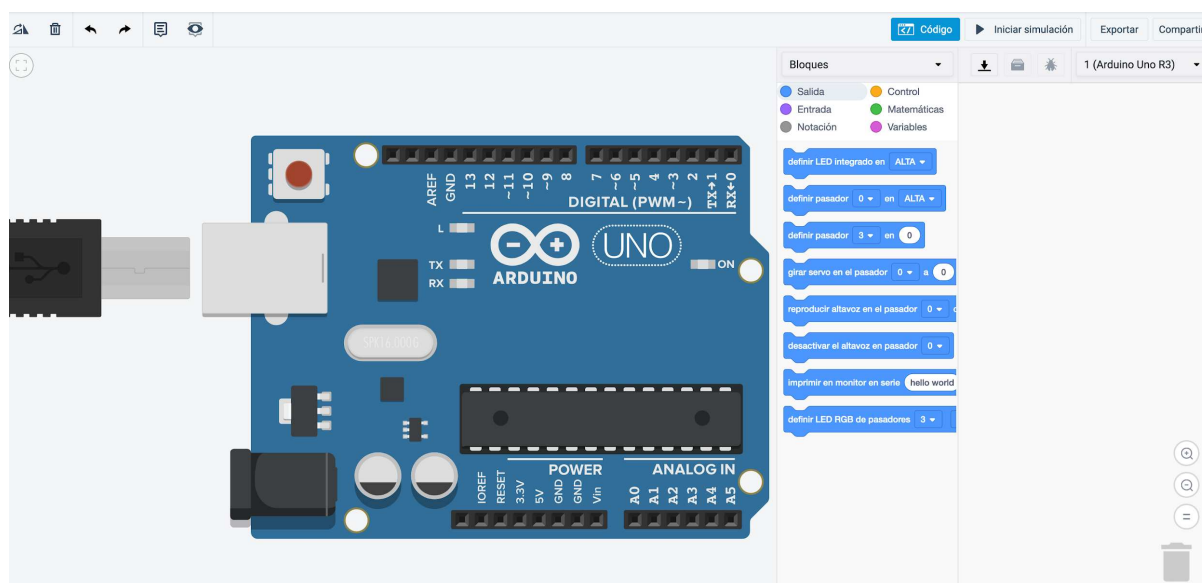 Código
Iniciar simulación
Exportar
Compartir
Bloques
1 (Arduino Uno R3)
Salida
Control
Entrada
Matemáticas
Notación
Variables
definir LED integrado en ALTA
definir pasador 0 en ALTA
definir pasador 3 en 0
girar servo en el pasador 0 a 0
reproducir altavoz en el pasador 0
desactivar el altavoz en pasador 0
imprimir en monitor en serie hello world
definir LED RGB de pasadores 3
AREF
GND
13
12
~11
~10
~9
8
7
~6
~5
4
~3
2
TX→1
RX←0
DIGITAL (PWM~)
L
TX
RX
ARDUINO
UNO
ON
SPK16.000G
POWER
ANALOG IN
IOREF
RESET
3.3V
5V
GND
GND
Vin
A0
A1
A2
A3
A4
A5